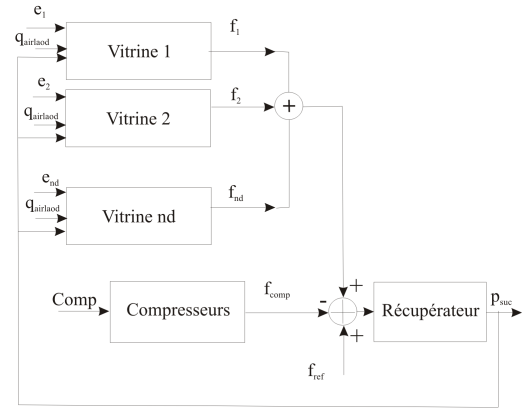 e1
qairlaod
Vitrine 1
f1
e2
qairlaod
Vitrine 2
f2
+
end
qairlaod
Vitrine nd
fnd
Comp
Compresseurs
fcomp
-
+
+
fref
Récupérateur
psuc